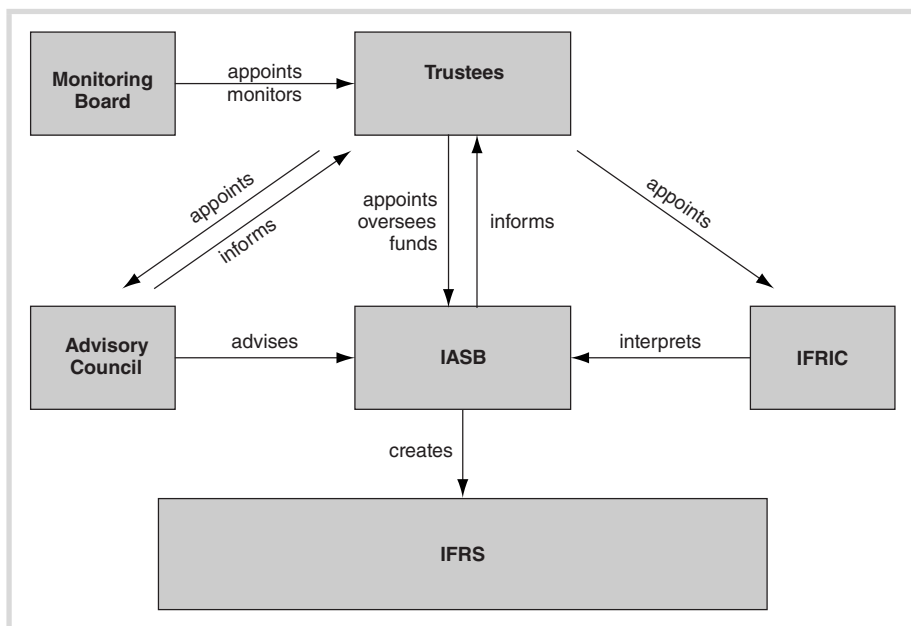 Monitoring
Board
appoints
monitors
Trustees
appoints
informs
appoints
oversees
funds
informs
appoints
Advisory
Council
advises
IASB
interprets
IFRIC
creates
IFRS